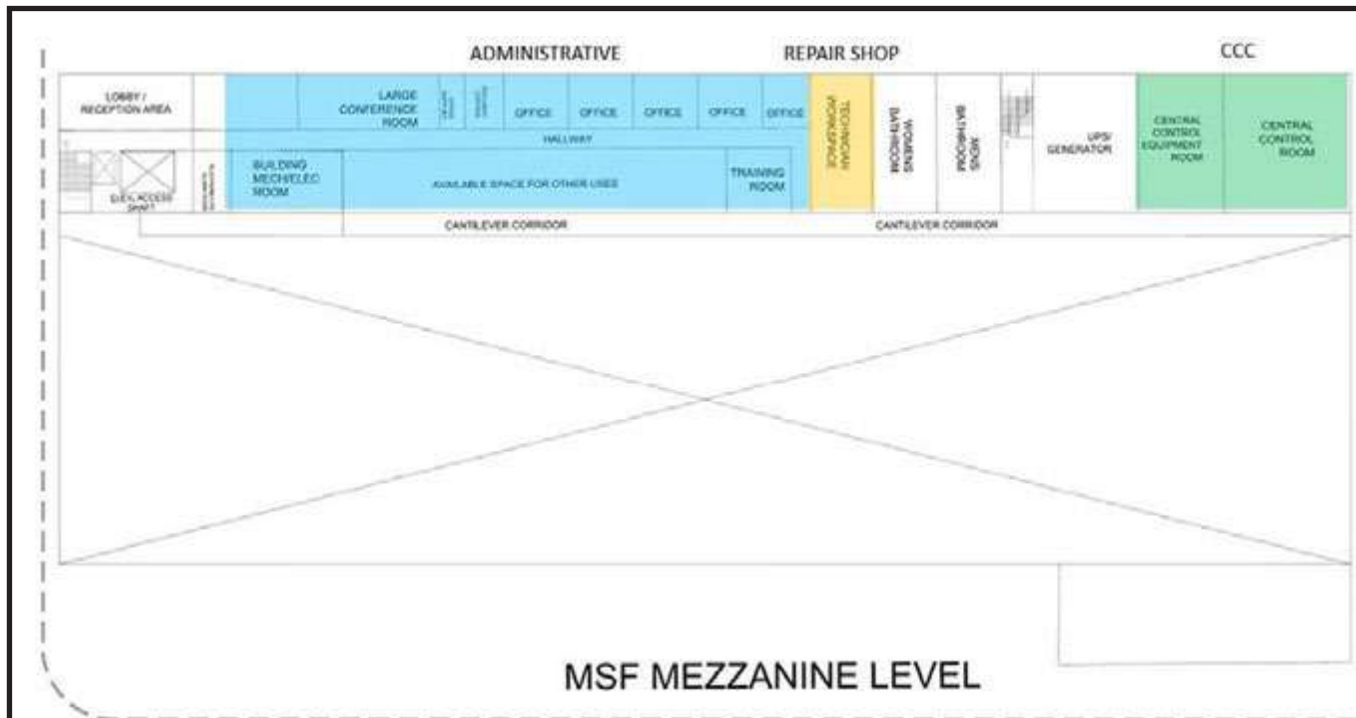 ADMINISTRATIVE
REPAIR SHOP
CCC
LOBBY /
RECEPTION AREA
LARGE
CONFERENCE
ROOM
OFFICE
OFFICE
OFFICE
OFFICE
OFFICE
HALLWAY
BUILDING
MECH/ELEC
ROOM
AVAILABLE SPACE FOR OTHER USES
TRAINING
ROOM
TECHNICIAN
WORKSPACE
WOMENS
BATHROOM
MENS
BATHROOM
UPS/
GENERATOR
CENTRAL
CONTROL
EQUIPMENT
ROOM
CENTRAL
CONTROL
ROOM
ELEV. ACCESS
SHAFT
CANTILEVER CORRIDOR
CANTILEVER CORRIDOR
MSF MEZZANINE LEVEL